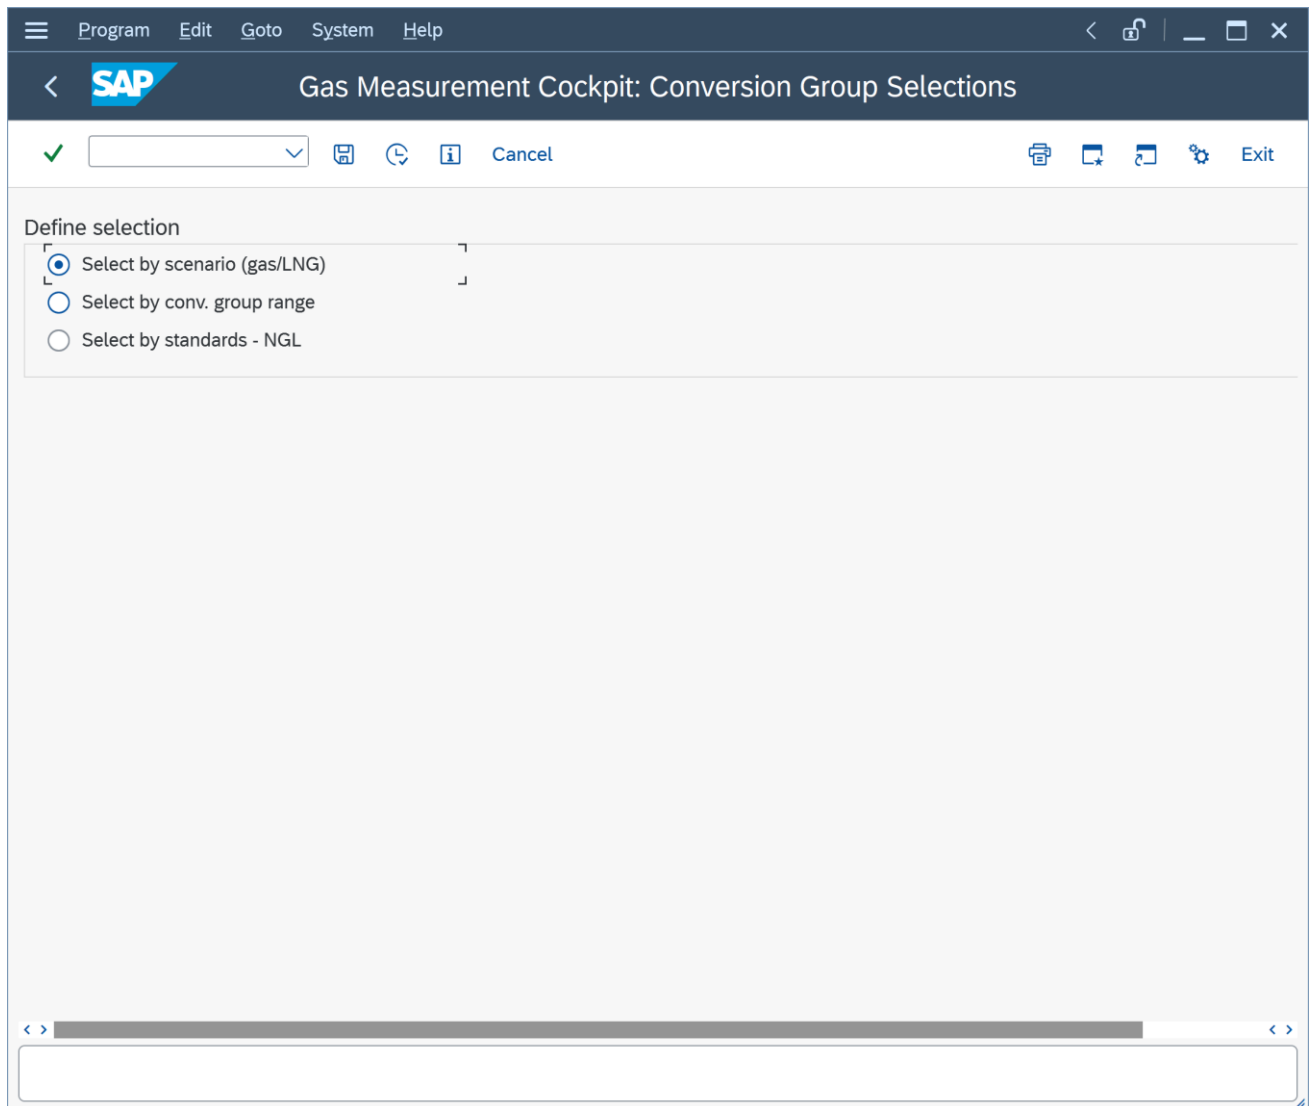 Program Edit Goto System Help
SAP Gas Measurement Cockpit: Conversion Group Selections
Cancel Exit
Define selection
Select by scenario (gas/LNG)
Select by conv. group range
Select by standards - NGL